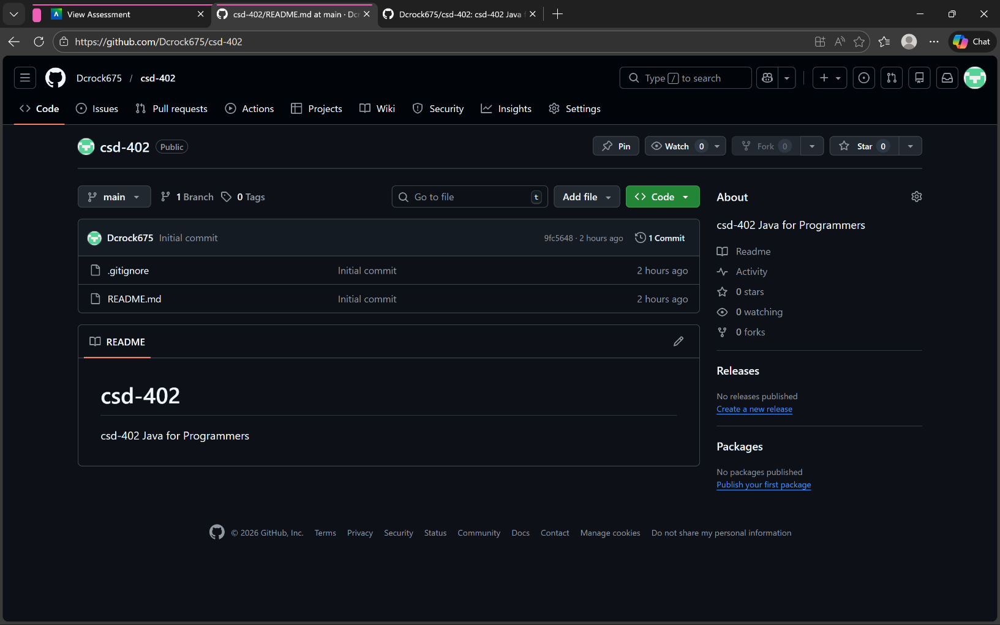 View Assessment
csd-402/README.md at main · Dcr
Dcrock675/csd-402: csd-402 Java f
https://github.com/Dcrock675/csd-402
Chat
Dcrock675 / csd-402
Type / to search
Code Issues Pull requests Actions Projects Wiki Security Insights Settings
csd-402 Public
Pin Watch 0 Fork 0 Star 0
main 1 Branch 0 Tags
Go to file t
Add file Code
About
csd-402 Java for Programmers
Dcrock675 Initial commit 9fc5648 · 2 hours ago 1 Commit
.gitignore Initial commit 2 hours ago
README.md Initial commit 2 hours ago
Readme
Activity
0 stars
0 watching
0 forks
README
csd-402
csd-402 Java for Programmers
Releases
No releases published
Create a new release
Packages
No packages published
Publish your first package
© 2026 GitHub, Inc. Terms Privacy Security Status Community Docs Contact Manage cookies Do not share my personal information